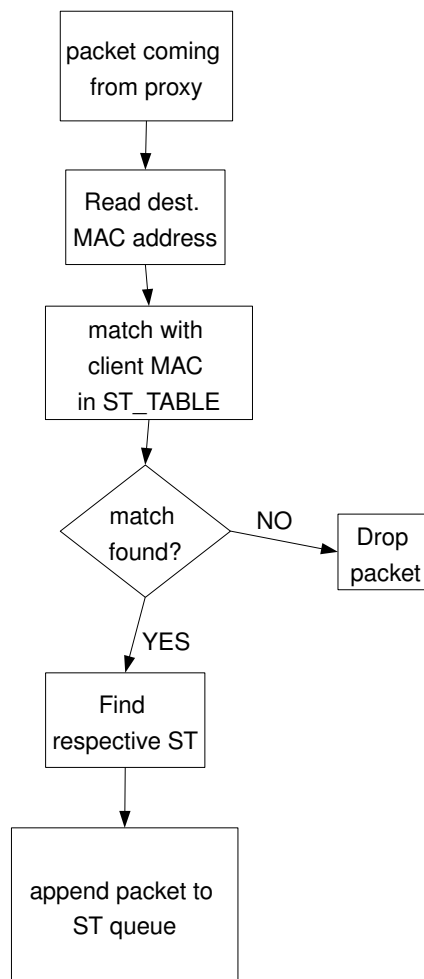 packet coming
from proxy
Read dest.
MAC address
match with
client MAC
in ST_TABLE
match
found?
NO
Drop
packet
YES
Find
respective ST
append packet to
ST queue